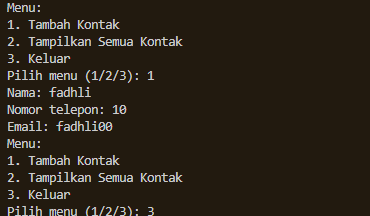 Menu:
1. Tambah Kontak
2. Tampilkan Semua Kontak
3. Keluar
Pilih menu (1/2/3): 1
Nama: fadhli
Nomor telepon: 10
Email: fadhli00
Menu:
1. Tambah Kontak
2. Tampilkan Semua Kontak
3. Keluar
Pilih menu (1/2/3): 3